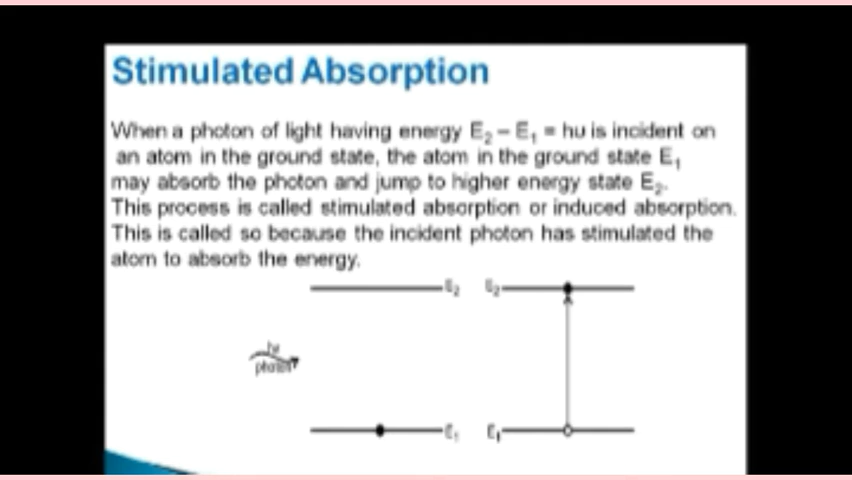 Stimulated Absorption
When a photon of light having energy E₂ – E₁ = hυ is incident on
an atom in the ground state, the atom in the ground state E₁
may absorb the photon and jump to higher energy state E₂.
This process is called stimulated absorption or induced absorption.
This is called so because the incident photon has stimulated the
atom to absorb the energy.
E₂ E₂
hυ
photon
E₁ E₁